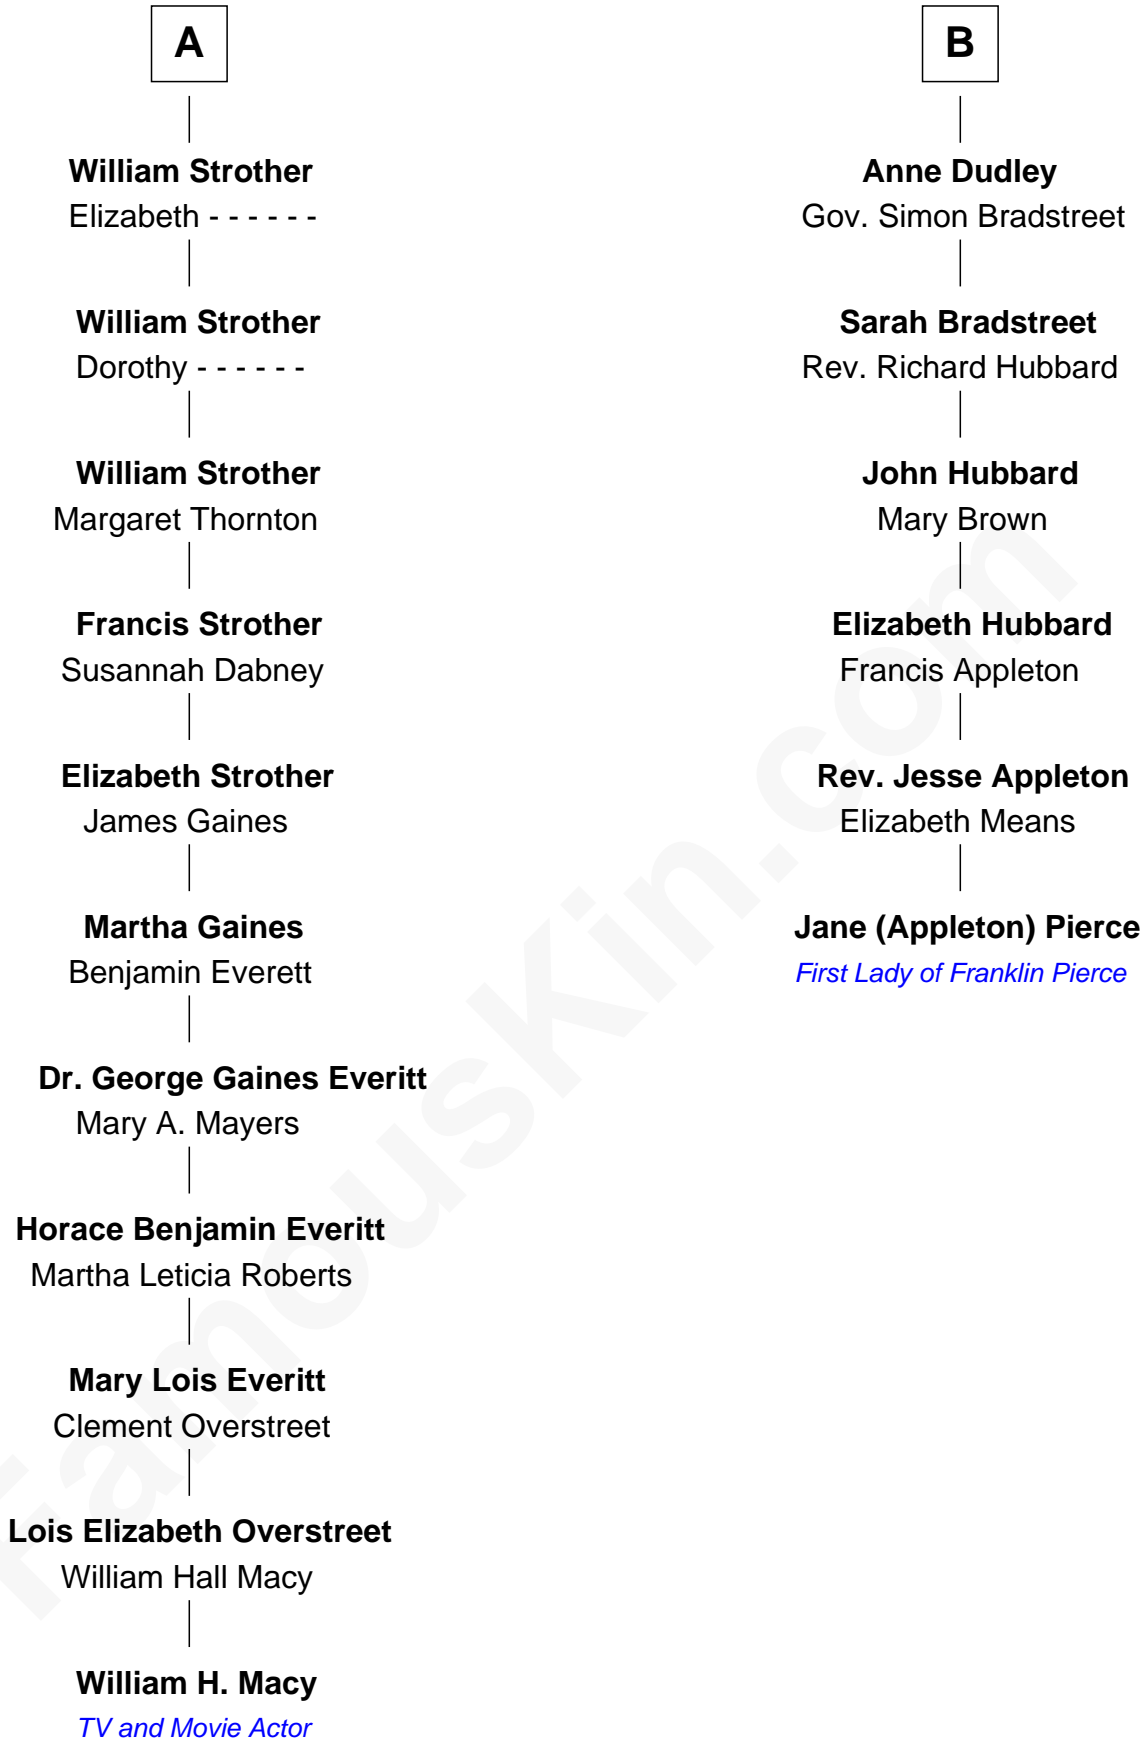 A
William Strother
Elizabeth - - - - - -
William Strother
Dorothy - - - - - -
William Strother
Margaret Thornton
Francis Strother
Susannah Dabney
Elizabeth Strother
James Gaines
Martha Gaines
Benjamin Everett
Dr. George Gaines Everitt
Mary A. Mayers
Horace Benjamin Everitt
Martha Leticia Roberts
Mary Lois Everitt
Clement Overstreet
Lois Elizabeth Overstreet
William Hall Macy
William H. Macy
TV and Movie Actor
B
Anne Dudley
Gov. Simon Bradstreet
Sarah Bradstreet
Rev. Richard Hubbard
John Hubbard
Mary Brown
Elizabeth Hubbard
Francis Appleton
Rev. Jesse Appleton
Elizabeth Means
Jane (Appleton) Pierce
First Lady of Franklin Pierce
FamousKin.com